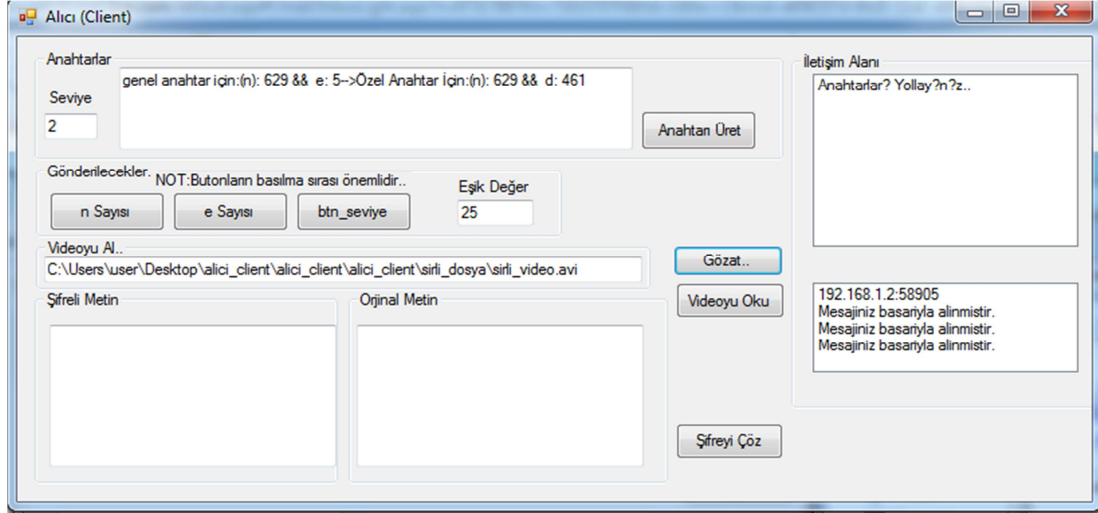 Alıcı (Client)
Anahtarlar
Seviye
2
genel anahtar için:(n): 629 && e: 5-->Özel Anahtar İçin:(n): 629 && d: 461
Anahtarı Üret
Gönderilecekler.
NOT:Butonların basılma sırası önemlidir..
n Sayısı
e Sayısı
btn_seviye
Eşik Değer
25
Videoyu Al..
C:\Users\user\Desktop\alici_client\alici_client\alici_client\sirli_dosya\sirli_video.avi
Gözat..
Videoyu Oku
Şifreli Metin
Orjinal Metin
Şifreyi Çöz
İletişim Alanı
Anahtarlar? Yollay?n?z..
192.168.1.2:58905
Mesajiniz basariyla alinmistir.
Mesajiniz basariyla alinmistir.
Mesajiniz basariyla alinmistir.